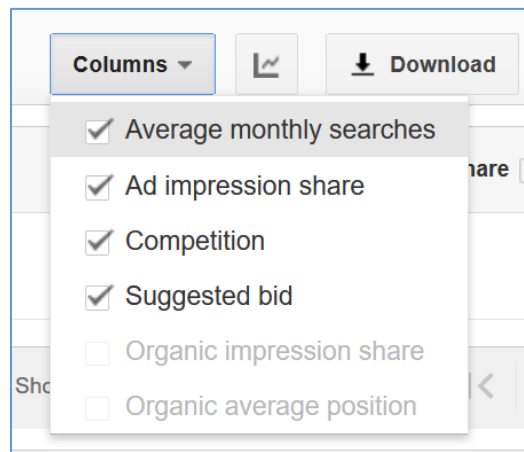 Columns
Download
Average monthly searches
Ad impression share
Competition
Suggested bid
Organic impression share
Organic average position